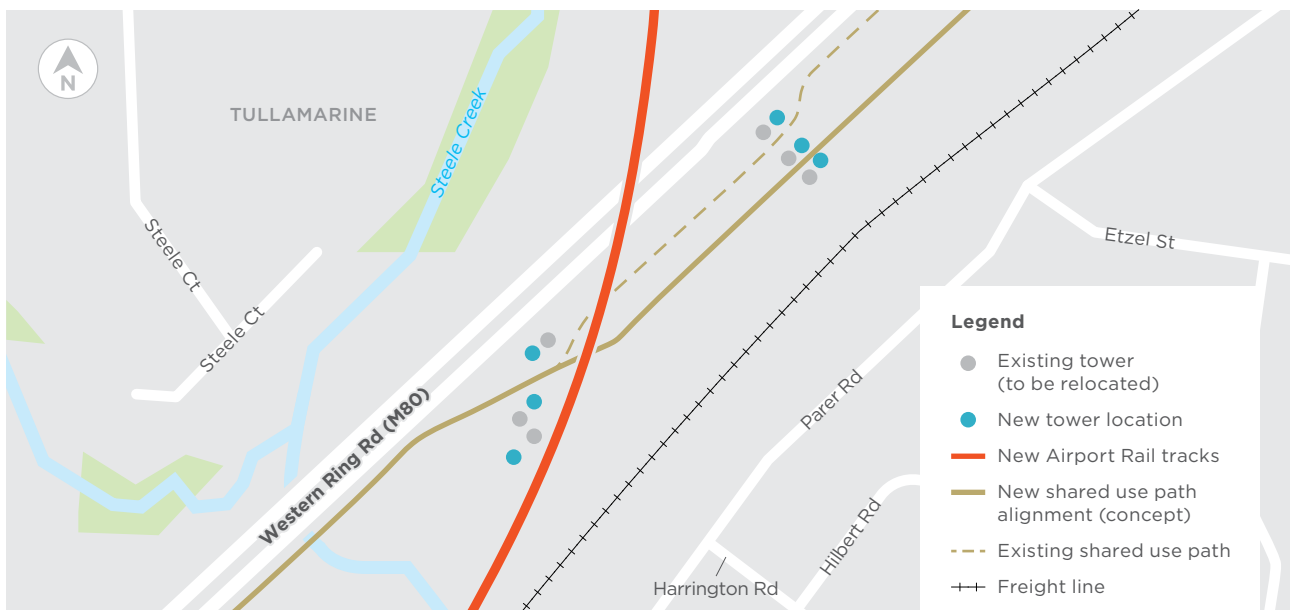 N
TULLAMARINE
Steele Creek
Steele Ct
Steele Ct
Western Ring Rd (M80)
Etzel St
Parer Rd
Hilbert Rd
Harrington Rd
Legend
Existing tower
(to be relocated)
New tower location
New Airport Rail tracks
New shared use path
alignment (concept)
Existing shared use path
Freight line